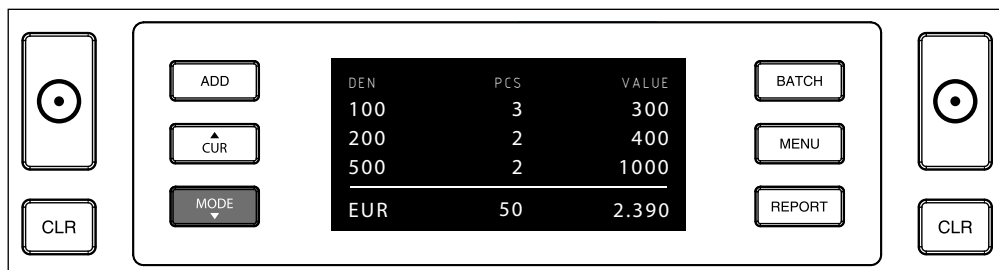 ADD
CUR
MODE
CLR
DEN PCS VALUE
100 3 300
200 2 400
500 2 1000
EUR 50 2.390
BATCH
MENU
REPORT
CLR